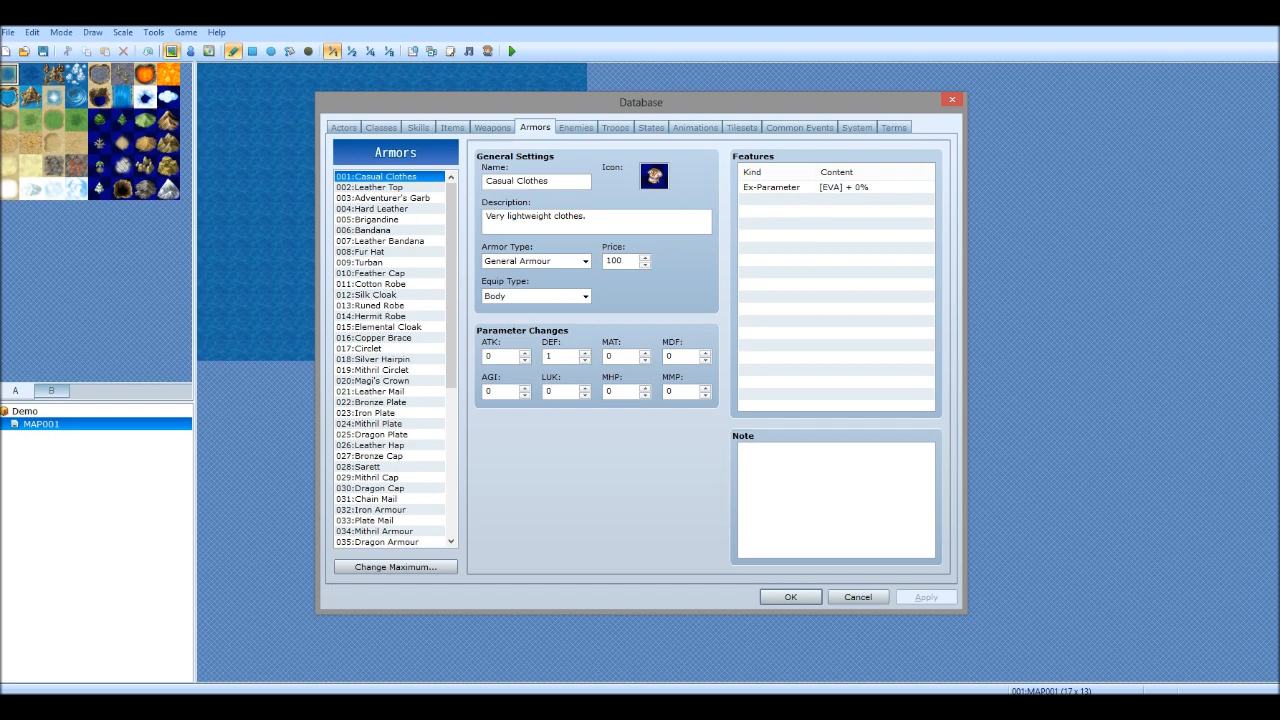 File Edit Mode Draw Scale Tools Game Help
1/1 1/2 1/4 1/8
Database
Actors Classes Skills Items Weapons Armors Enemies Troops States Animations Tilesets Common Events System Terms
Armors
001:Casual Clothes
002:Leather Top
003:Adventurer's Garb
004:Hard Leather
005:Brigandine
006:Bandana
007:Leather Bandana
008:Fur Hat
009:Turban
010:Feather Cap
011:Cotton Robe
012:Silk Cloak
013:Runed Robe
014:Hermit Robe
015:Elemental Cloak
016:Copper Brace
017:Circlet
018:Silver Hairpin
019:Mithril Circlet
020:Magi's Crown
021:Leather Mail
022:Bronze Plate
023:Iron Plate
024:Mithril Plate
025:Dragon Plate
026:Leather Hap
027:Bronze Cap
028:Sarett
029:Mithril Cap
030:Dragon Cap
031:Chain Mail
032:Iron Armour
033:Plate Mail
034:Mithril Armour
035:Dragon Armour
Change Maximum...
General Settings
Name: Icon:
Casual Clothes
Description:
Very lightweight clothes.
Armor Type: Price:
General Armour 100
Equip Type:
Body
Parameter Changes
ATK: DEF: MAT: MDF:
0 1 0 0
AGI: LUK: MHP: MMP:
0 0 0 0
Features
Kind Content
Ex-Parameter [EVA] + 0%
Note
OK Cancel Apply
A B
Demo
MAP001
001:MAP001 (17 x 13)